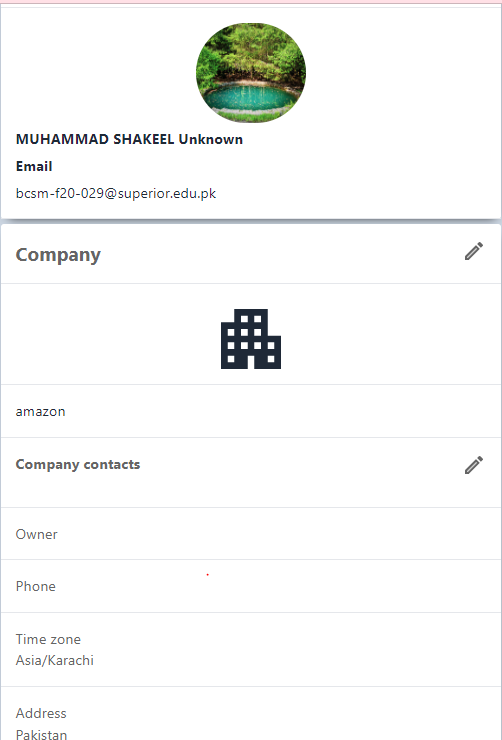 MUHAMMAD SHAKEEL Unknown
Email
bcsm-f20-029@superior.edu.pk
Company
amazon
Company contacts
Owner
Phone
Time zone
Asia/Karachi
Address
Pakistan